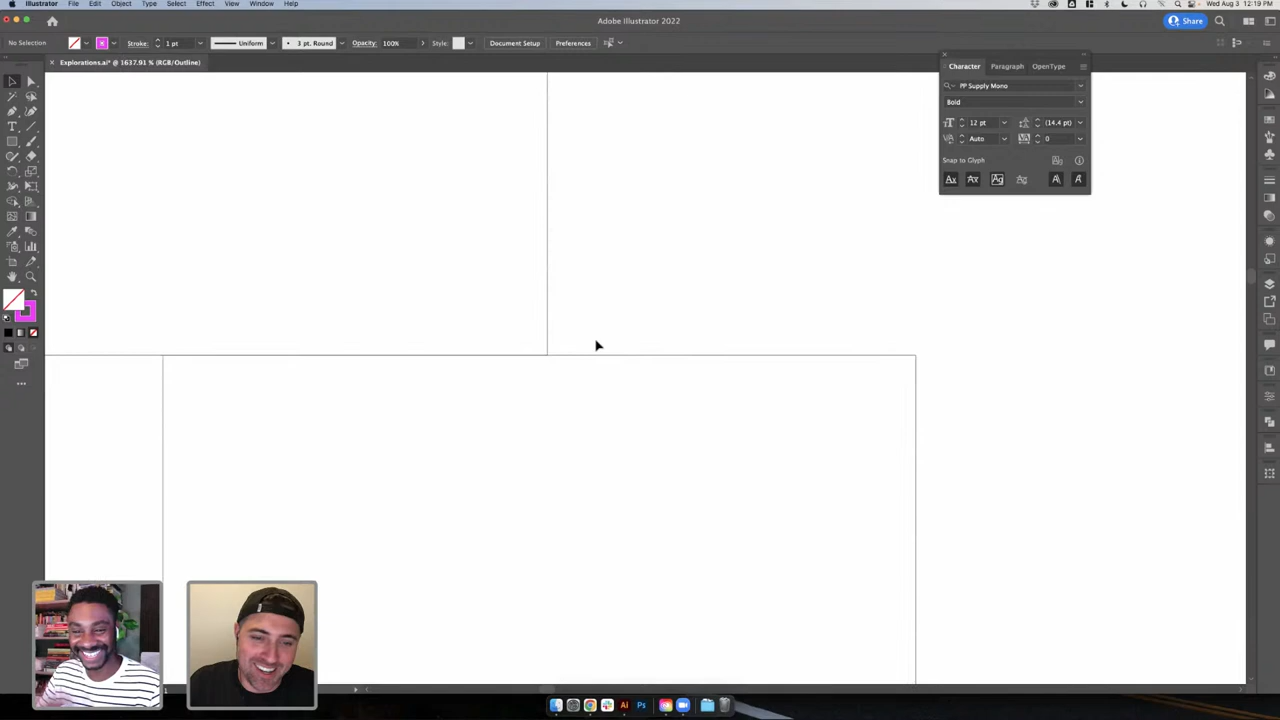 Illustrator File Edit Object Type Select Effect View Window Help
Wed Aug 3 12:19 PM
Adobe Illustrator 2022
Share
No Selection
Stroke:
1 pt
Uniform
3 pt. Round
Opacity:
100%
Style:
Document Setup
Preferences
Explorations.ai* @ 1637.91 % (RGB/Outline)
Character
Paragraph
OpenType
PP Supply Mono
Bold
12 pt
(14.4 pt)
Auto
0
Snap to Glyph
Ai
Ps